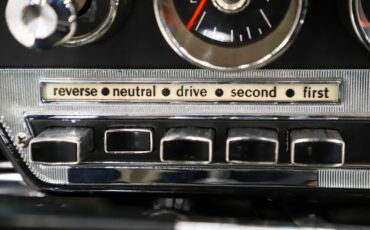 reverse • neutral • drive • second • first